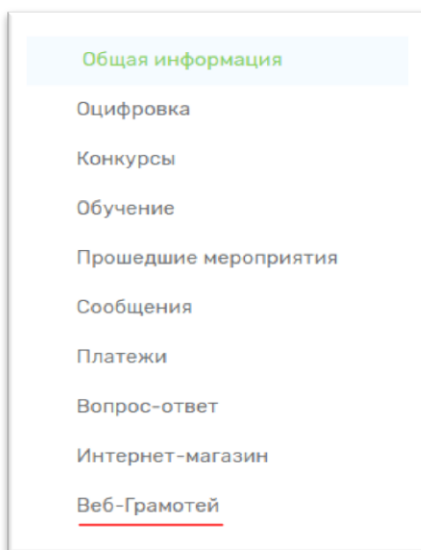 Общая информация
Оцифровка
Конкурсы
Обучение
Прошедшие мероприятия
Сообщения
Платежи
Вопрос-ответ
Интернет-магазин
Веб-Грамотей